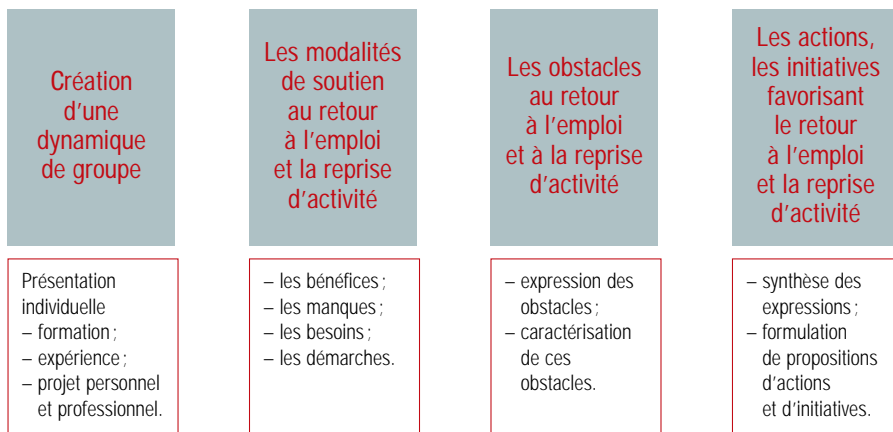 Création
d'une
dynamique
de groupe
Présentation
individuelle
– formation ;
– expérience ;
– projet personnel
et professionnel.
Les modalités
de soutien
au retour
à l'emploi
et la reprise
d'activité
– les bénéfices ;
– les manques ;
– les besoins ;
– les démarches.
Les obstacles
au retour
à l'emploi
et à la reprise
d'activité
– expression des
obstacles ;
– caractérisation
de ces
obstacles.
Les actions,
les initiatives
favorisant
le retour
à l'emploi
et la reprise
d'activité
– synthèse des
expressions ;
– formulation
de propositions
d'actions
et d'initiatives.